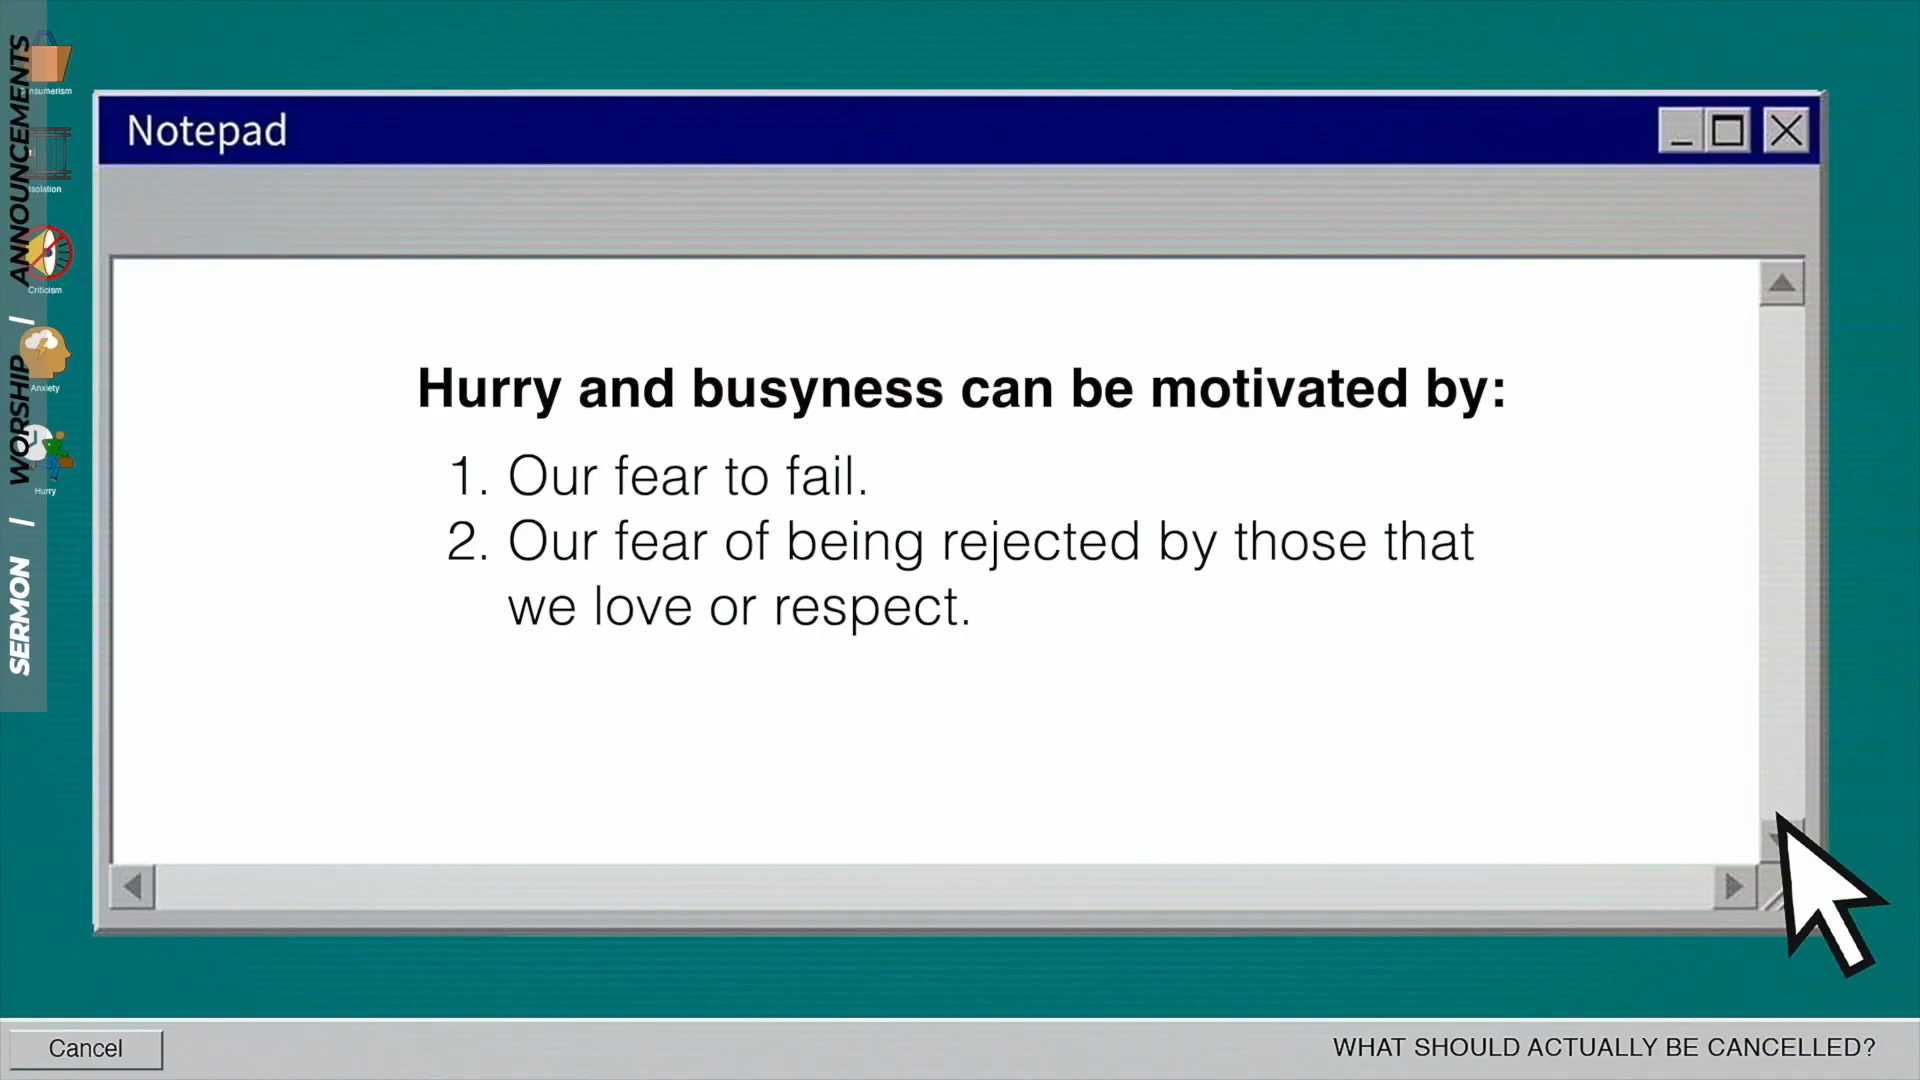 Notepad
Hurry and busyness can be motivated by:
1. Our fear to fail.
2. Our fear of being rejected by those that
we love or respect.
Isolation
Criticism
Anxiety
Hurry
SERMON | WORSHIP | ANNOUNCEMENTS
Cancel
WHAT SHOULD ACTUALLY BE CANCELLED?